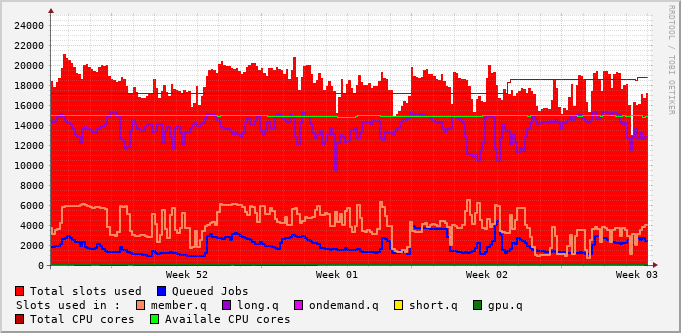 24000
22000
20000
18000
16000
14000
12000
10000
8000
6000
4000
2000
0
Week 52 Week 01 Week 02 Week 03
RRDTOOL / TOBI OETIKER
Total slots used Queued Jobs
Slots used in : member.q long.q ondemand.q short.q gpu.q
Total CPU cores Availale CPU cores